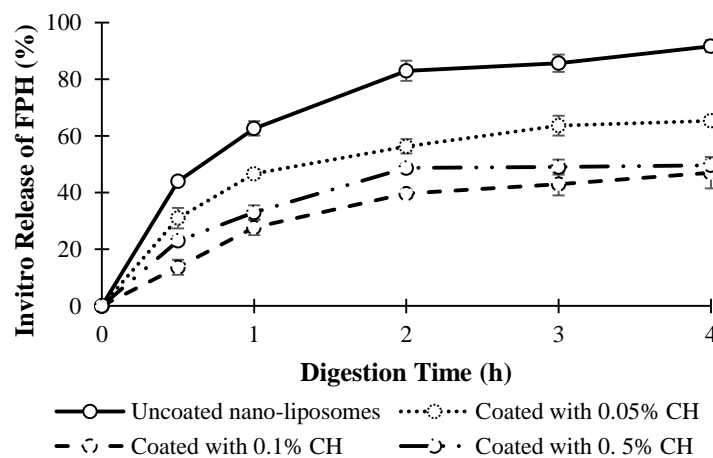 100
80
60
40
20
0
0 1 2 3 4
Invitro Release of FPH (%)
Digestion Time (h)
Uncoated nano-liposomes Coated with 0.05% CH
Coated with 0.1% CH Coated with 0. 5% CH